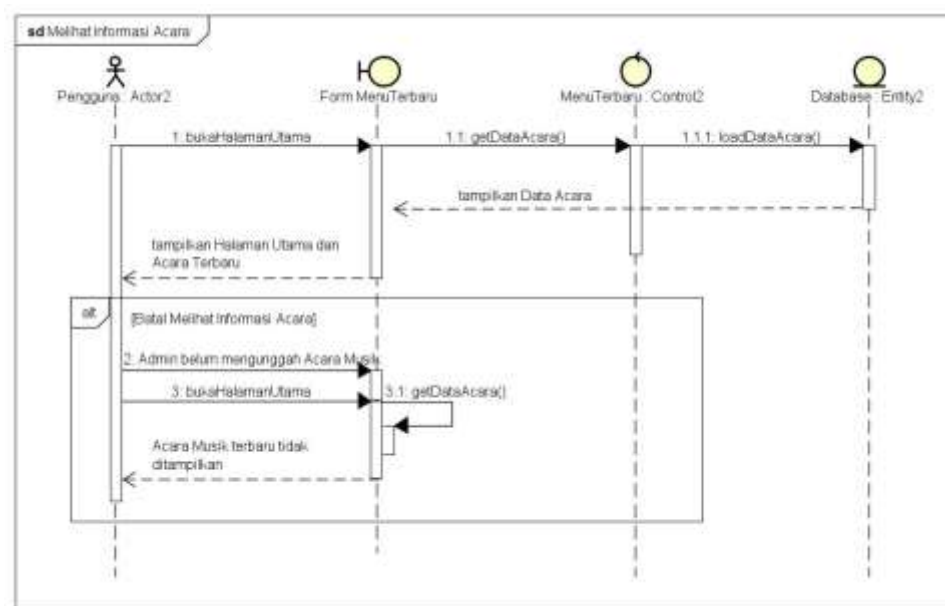 sd Melihat Informasi Acara
Pengguna : Actor2
Form MenuTerbaru
MenuTerbaru : Control2
Database : Entity2
1: bukaHalamanUtama
1.1: getDataAcara()
1.1.1: loadDataAcara()
tampilkan Data Acara
tampilkan Halaman Utama dan
Acara Terbaru
alt
[Batal Melihat Informasi Acara]
2: Admin belum mengunggah Acara Musik
3: bukaHalamanUtama
3.1: getDataAcara()
Acara Musik terbaru tidak
ditampilkan